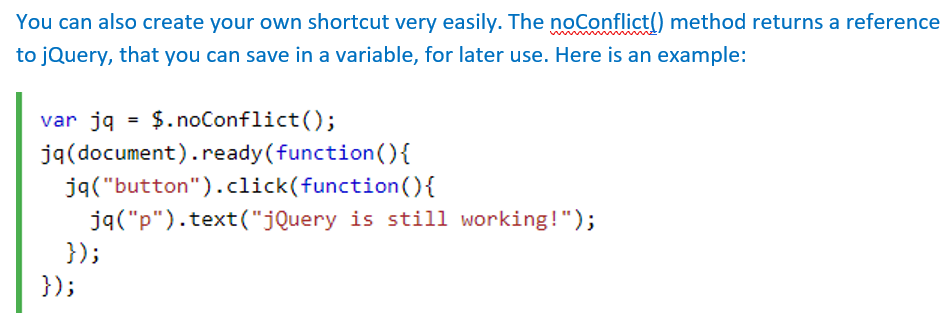 You can also create your own shortcut very easily. The noConflict() method returns a reference
to jQuery, that you can save in a variable, for later use. Here is an example:
var jq = $.noConflict();
jq(document).ready(function(){
  jq("button").click(function(){
    jq("p").text("jQuery is still working!");
  });
});